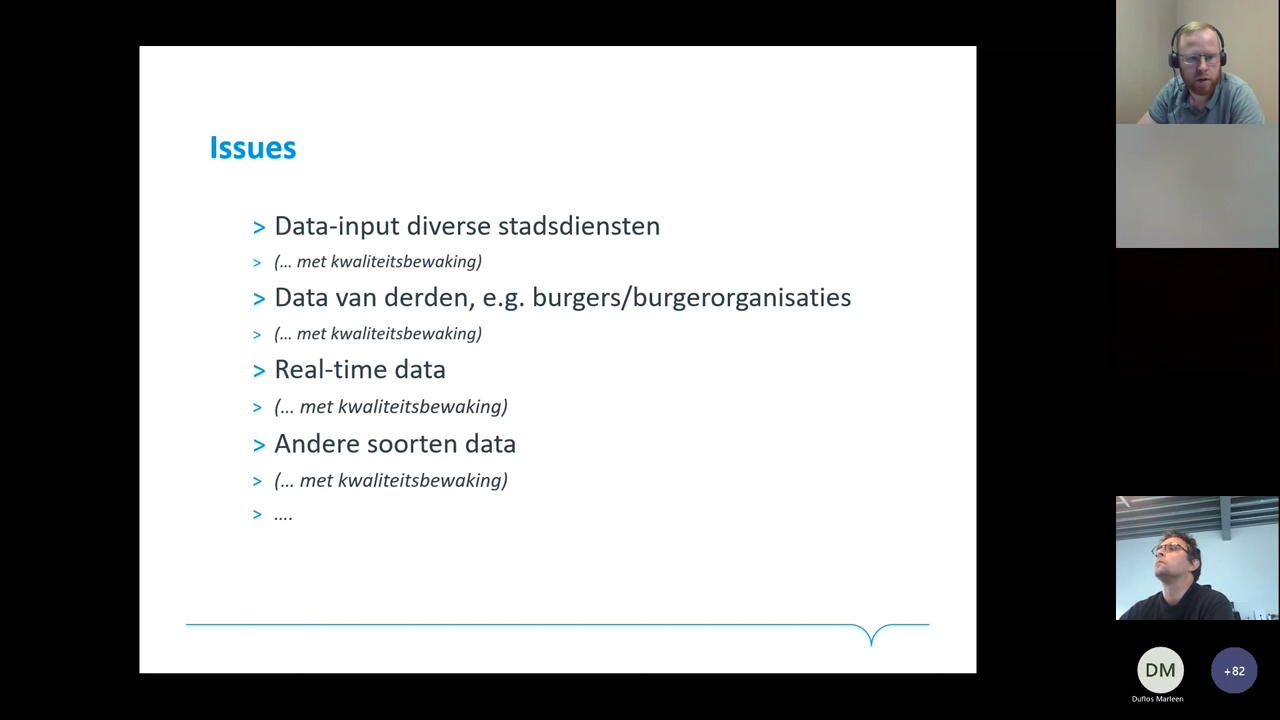 Issues
> Data-input diverse stadsdiensten
> (... met kwaliteitsbewaking)
> Data van derden, e.g. burgers/burgerorganisaties
> (... met kwaliteitsbewaking)
> Real-time data
> (... met kwaliteitsbewaking)
> Andere soorten data
> (... met kwaliteitsbewaking)
> ....
DM
+82
Duflos Marleen